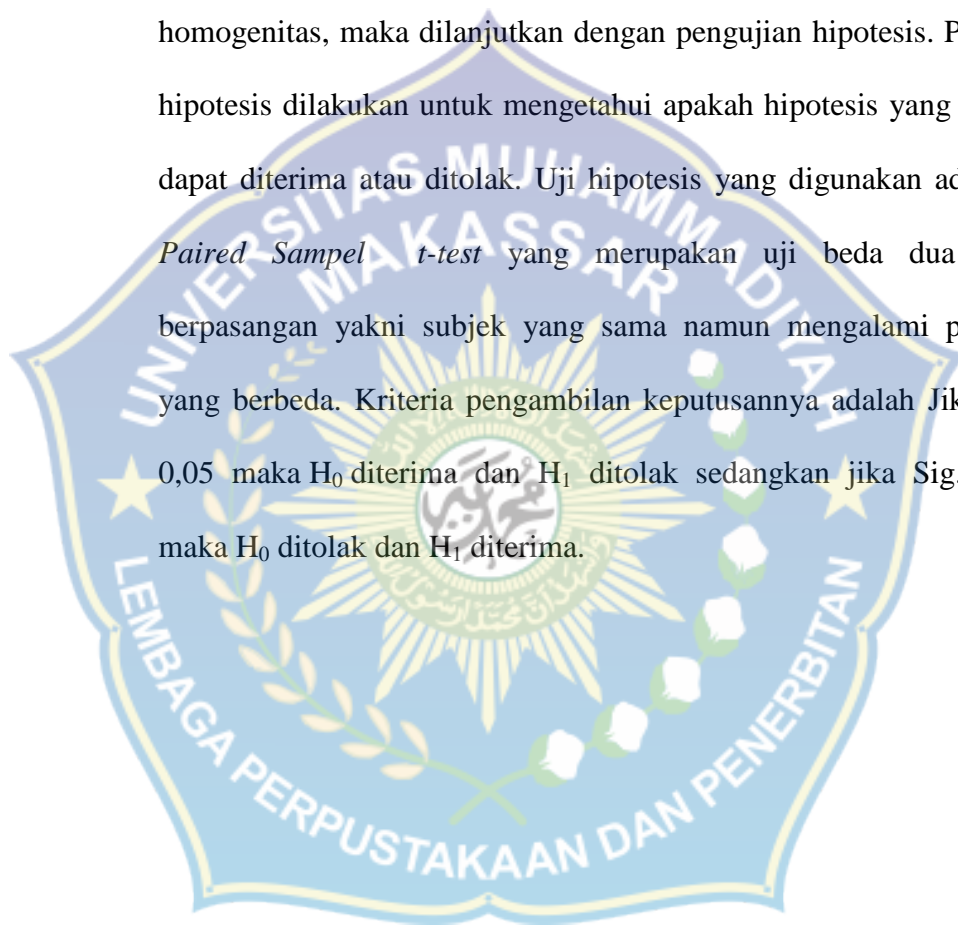 homogenitas, maka dilanjutkan dengan pengujian hipotesis. P
hipotesis dilakukan untuk mengetahui apakah hipotesis yang
dapat diterima atau ditolak. Uji hipotesis yang digunakan ad
Paired Sampel t-test yang merupakan uji beda dua
berpasangan yakni subjek yang sama namun mengalami p
yang berbeda. Kriteria pengambilan keputusannya adalah Jik
0,05 maka H₀ diterima dan H₁ ditolak sedangkan jika Sig.
maka H₀ ditolak dan H₁ diterima.
UNIVERSITAS MUHAMMADIYAH
MAKASSAR
LEMBAGA PERPUSTAKAAN DAN PENERBITAN